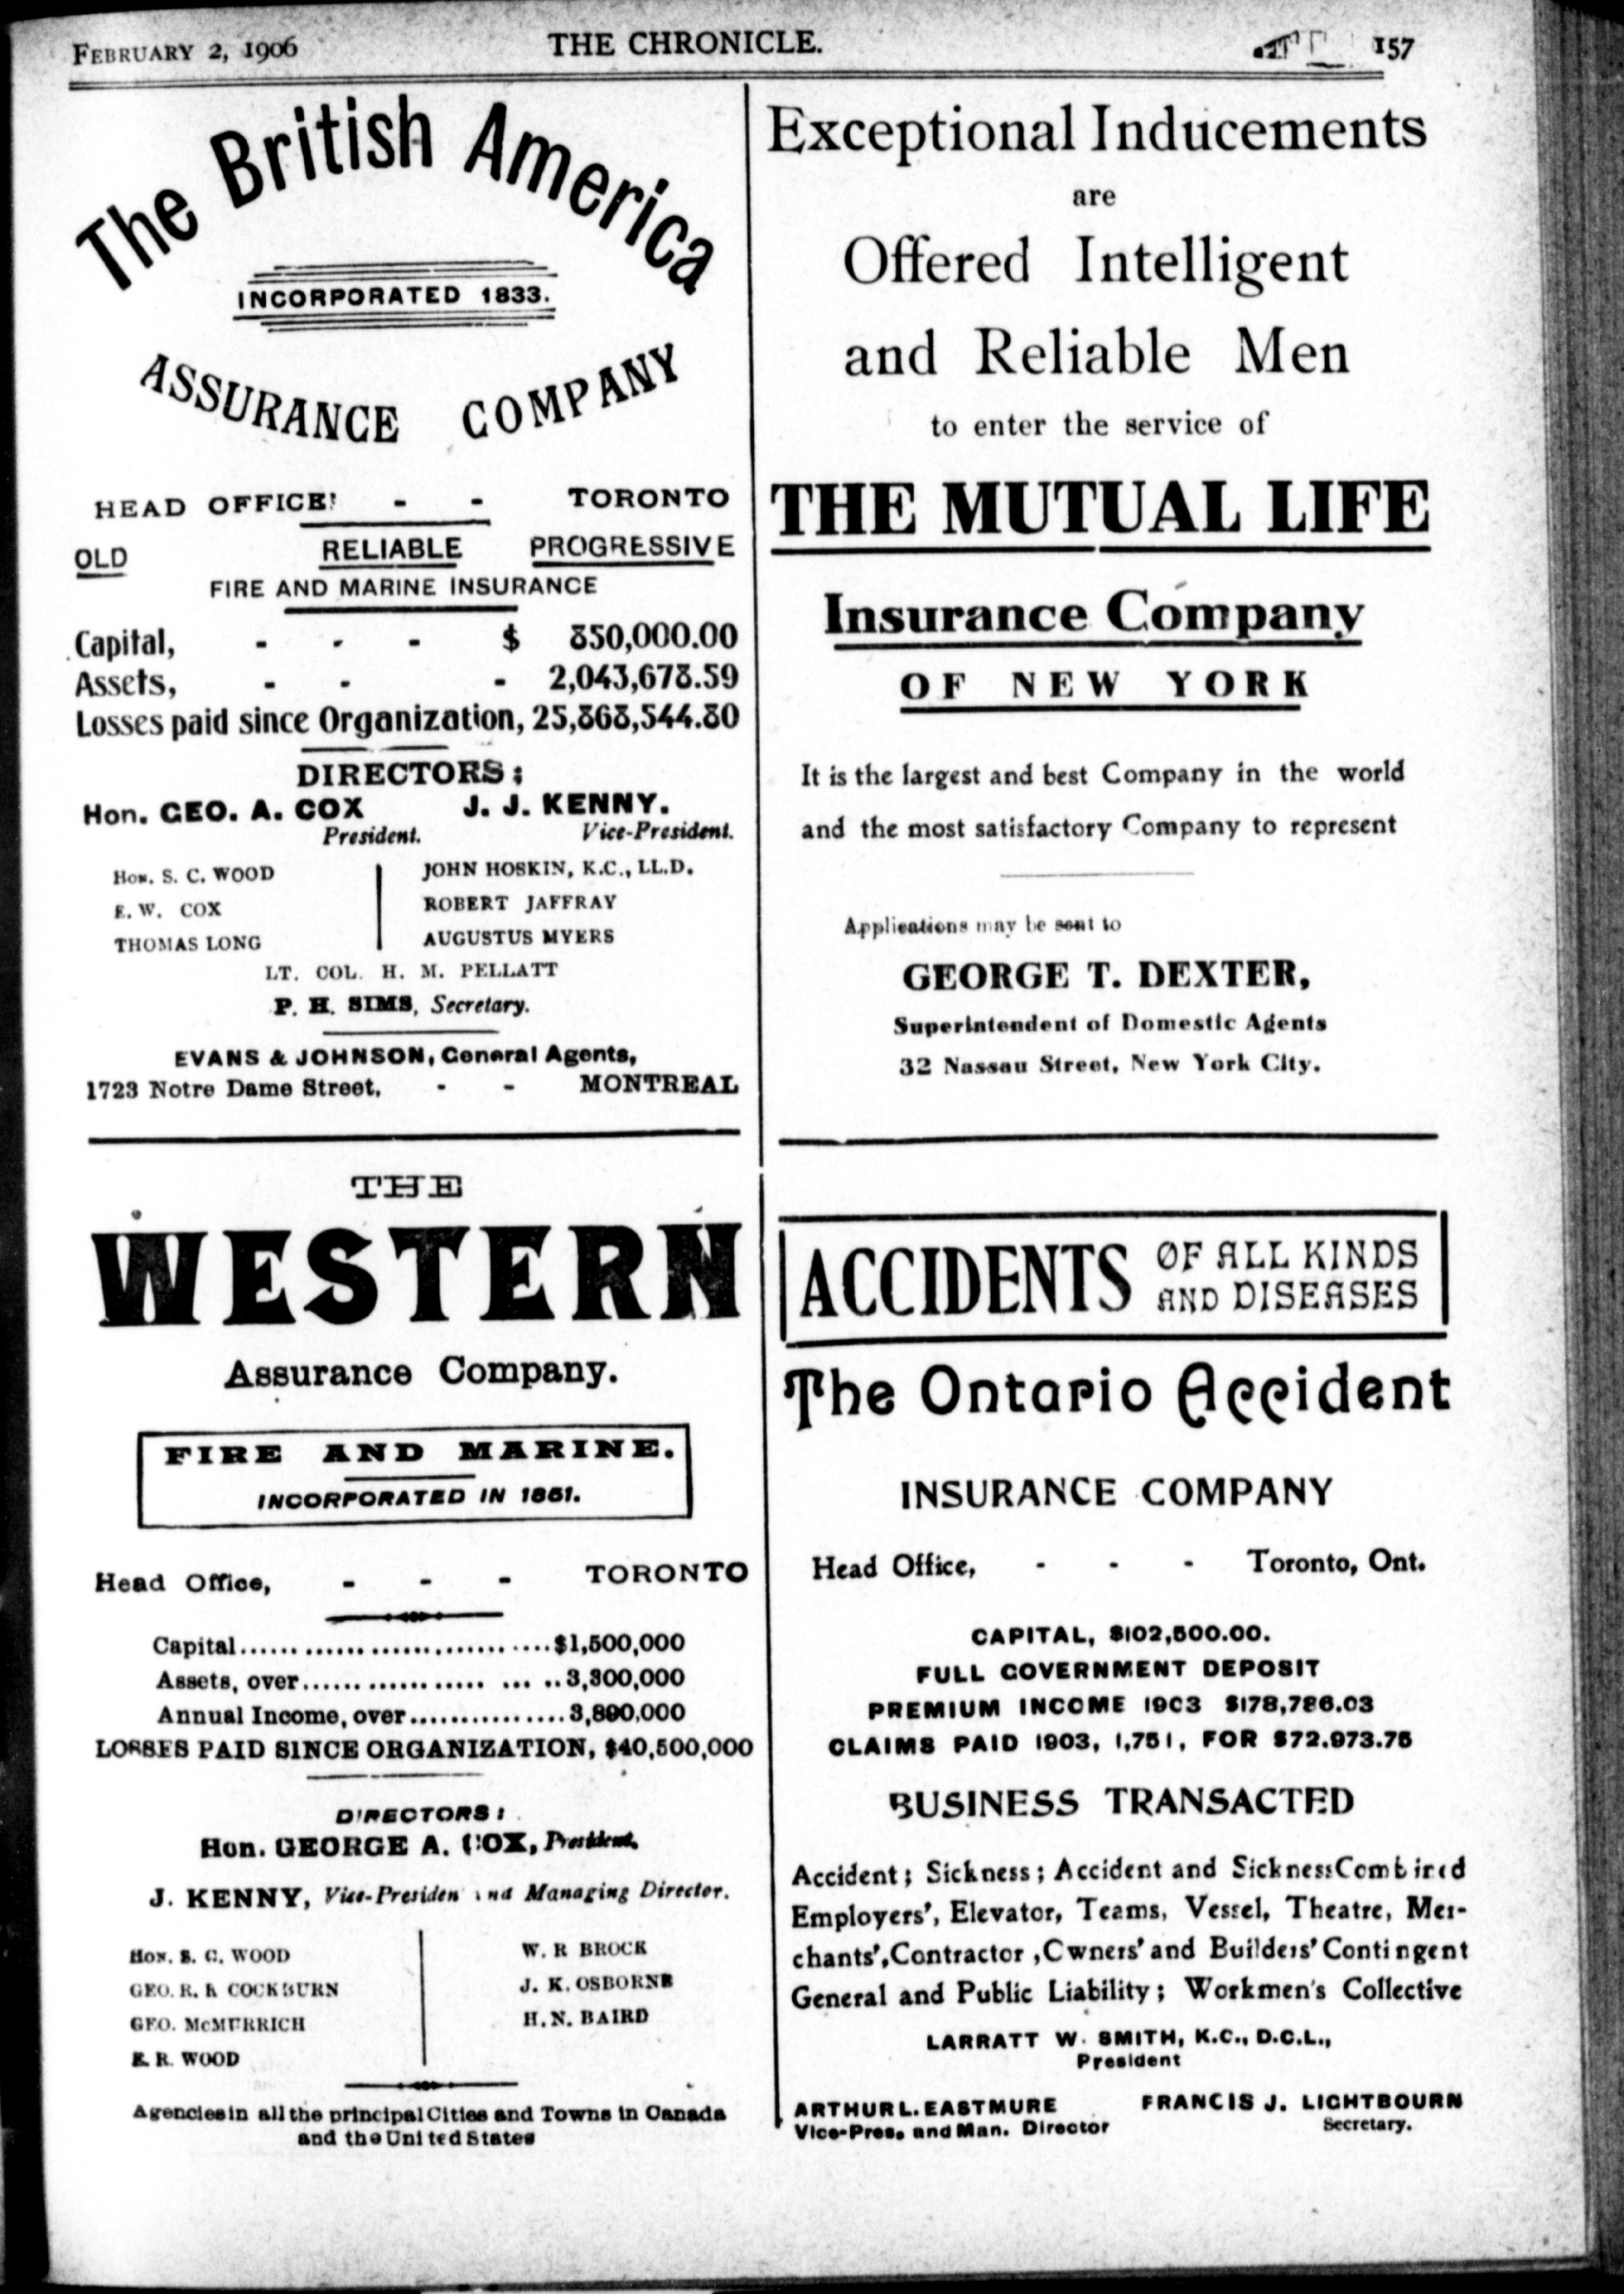 FEBRUARY 2, 1906 THE CHRONICLE. 157
The British America
INCORPORATED 1833.
ASSURANCE COMPANY
HEAD OFFICE: - - TORONTO
OLD RELIABLE PROGRESSIVE
FIRE AND MARINE INSURANCE
Capital, - - - $ 850,000.00
Assets, - - - 2,043,678.59
Losses paid since Organization, 25,868,544.80
DIRECTORS:
Hon. GEO. A. COX J. J. KENNY.
President. Vice-President.
Hon. S. C. WOOD JOHN HOSKIN, K.C., LL.D.
E. W. COX ROBERT JAFFRAY
THOMAS LONG AUGUSTUS MYERS
LT. COL. H. M. PELLATT
P. H. SIMS, Secretary.
EVANS & JOHNSON, General Agents,
1723 Notre Dame Street, - - MONTREAL
THE
WESTERN
Assurance Company.
FIRE AND MARINE.
INCORPORATED IN 1851.
Head Office, - - - TORONTO
Capital.................................$1,500,000
Assets, over....................... 3,300,000
Annual Income, over................3,890,000
LOSSES PAID SINCE ORGANIZATION, $40,500,000
DIRECTORS:
Hon. GEORGE A. COX, President.
J. KENNY, Vice-Presiden and Managing Director.
Hon. S. C. WOOD W. R BROCK
GEO. R. R COCKBURN J. K. OSBORNE
GEO. McMURRICH H. N. BAIRD
E. R. WOOD
Agencies in all the principal Cities and Towns in Canada
and the United States
Exceptional Inducements
are
Offered Intelligent
and Reliable Men
to enter the service of
THE MUTUAL LIFE
Insurance Company
OF NEW YORK
It is the largest and best Company in the world
and the most satisfactory Company to represent
Applications may be sent to
GEORGE T. DEXTER,
Superintendent of Domestic Agents
32 Nassau Street, New York City.
ACCIDENTS OF ALL KINDS
AND DISEASES
The Ontario Accident
INSURANCE COMPANY
Head Office, - - - Toronto, Ont.
CAPITAL, $102,500.00.
FULL GOVERNMENT DEPOSIT
PREMIUM INCOME 1903 $178,786.03
CLAIMS PAID 1903, 1,751, FOR $72.973.75
BUSINESS TRANSACTED
Accident; Sickness; Accident and Sickness Combined
Employers', Elevator, Teams, Vessel, Theatre, Mer-
chants', Contractor, Owners' and Builders' Contingent
General and Public Liability; Workmen's Collective
LARRATT W. SMITH, K.C., D.C.L.,
President
ARTHUR L. EASTMURE FRANCIS J. LIGHTBOURN
Vice-Pres. and Man. Director Secretary.